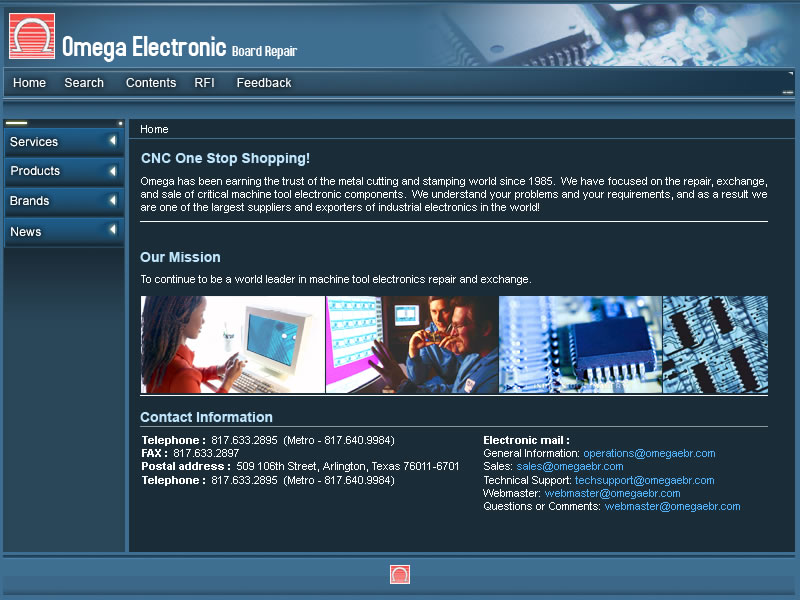 Omega Electronic Board Repair
Home Search Contents RFI Feedback
Services
Products
Brands
News
Home
CNC One Stop Shopping!
Omega has been earning the trust of the metal cutting and stamping world since 1985. We have focused on the repair, exchange,
and sale of critical machine tool electronic components. We understand your problems and your requirements, and as a result we
are one of the largest suppliers and exporters of industrial electronics in the world!
Our Mission
To continue to be a world leader in machine tool electronics repair and exchange.
Contact Information
Telephone : 817.633.2895 (Metro - 817.640.9984)
FAX : 817.633.2897
Postal address : 509 106th Street, Arlington, Texas 76011-6701
Telephone : 817.633.2895 (Metro - 817.640.9984)
Electronic mail :
General Information: operations@omegaebr.com
Sales: sales@omegaebr.com
Technical Support: techsupport@omegaebr.com
Webmaster: webmaster@omegaebr.com
Questions or Comments: webmaster@omegaebr.com